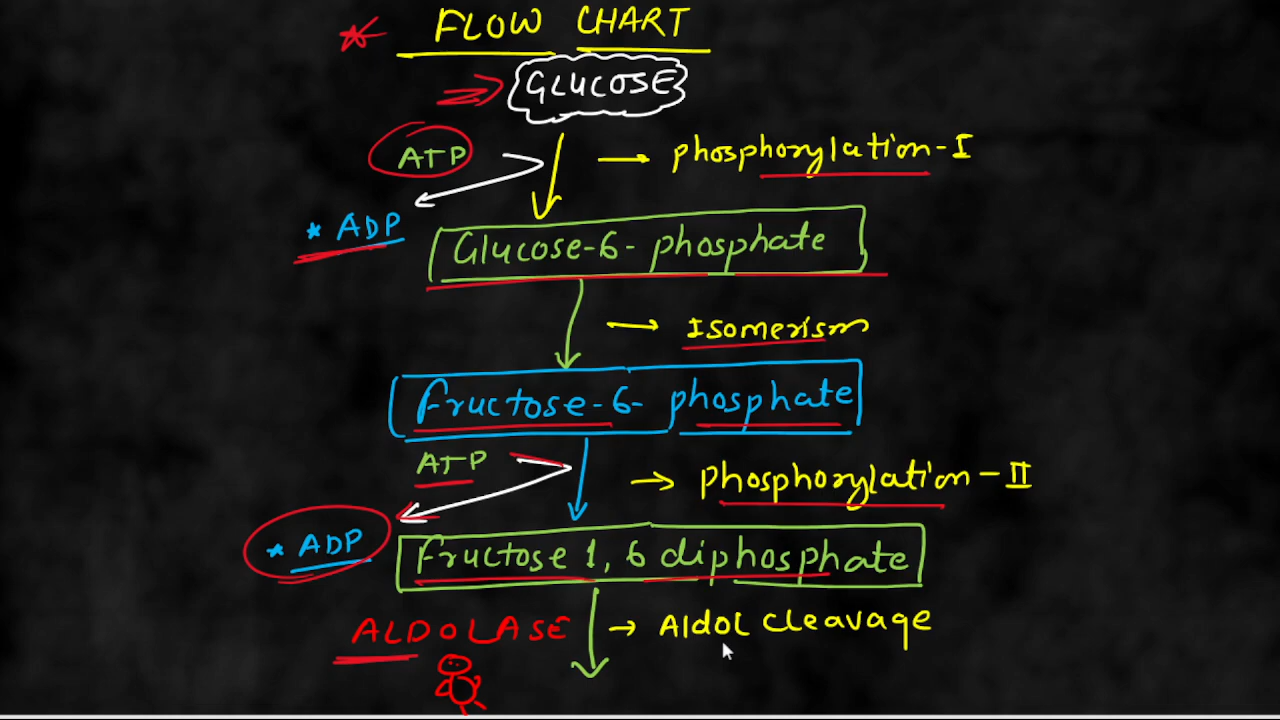 * FLOW CHART
GLUCOSE
ATP → phosphorylation-I
* ADP
Glucose-6-phosphate
→ Isomerism
fructose-6-phosphate
ATP → phosphorylation-II
* ADP
fructose 1,6 diphosphate
ALDOLASE → Aldol cleavage